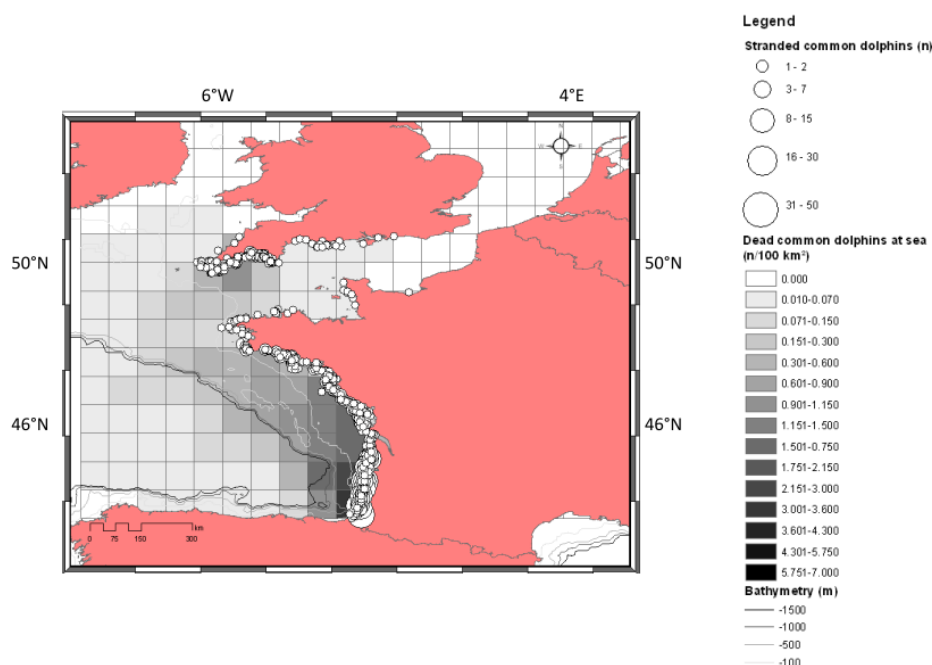 6°W
4°E
50°N
50°N
46°N
46°N
N
W
E
S
km
0
75
150
300
Legend
Stranded common dolphins (n)
1 - 2
3 - 7
8 - 15
16 - 30
31 - 50
Dead common dolphins at sea
(n/100 km²)
0.000
0.010-0.070
0.071-0.150
0.151-0.300
0.301-0.600
0.601-0.900
0.901-1.150
1.151-1.500
1.501-0.750
1.751-2.150
2.151-3.000
3.001-3.600
3.601-4.300
4.301-5.750
5.751-7.000
Bathymetry (m)
-1500
-1000
-500
-100